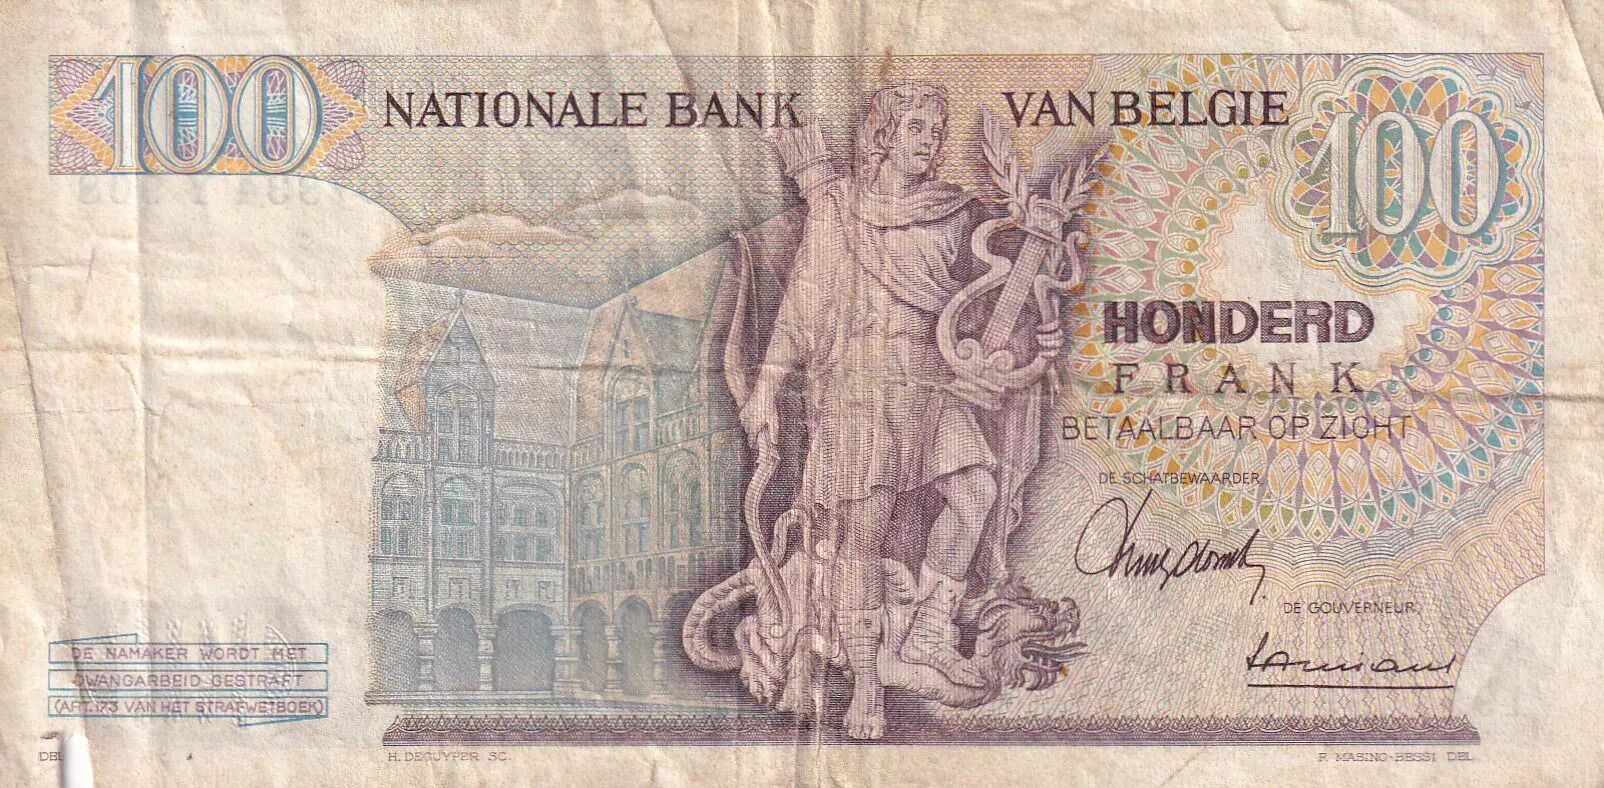 100
NATIONALE BANK VAN BELGIE
100
HONDERD
FRANK
BETAALBAAR OP ZICHT
DE SCHATBEWAARDER,
DE GOUVERNEUR,
DE NAMAKER WORDT MET
DWANGARBEID GESTRAFT
(ART. 173 VAN HET STRAFWETBOEK)
H. DECUYPER SC.
F. MASINO-BESSI DEL